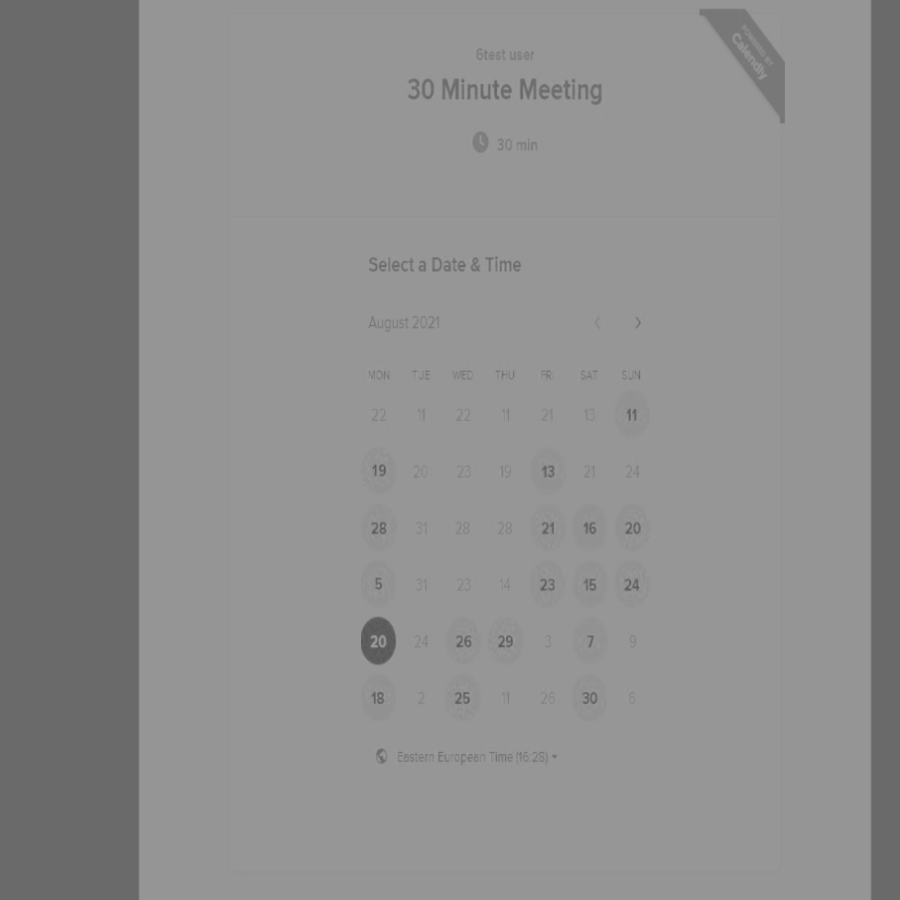 POWERED BY
Calendly
6test user
30 Minute Meeting
30 min
Select a Date & Time
August 2021
MON TUE WED THU FRI SAT SUN
22 11 22 11 21 13 11
19 20 23 19 13 21 24
28 31 28 28 21 16 20
5 31 23 14 23 15 24
20 24 26 29 3 7 9
18 2 25 11 26 30 6
Eastern European Time (16:28)